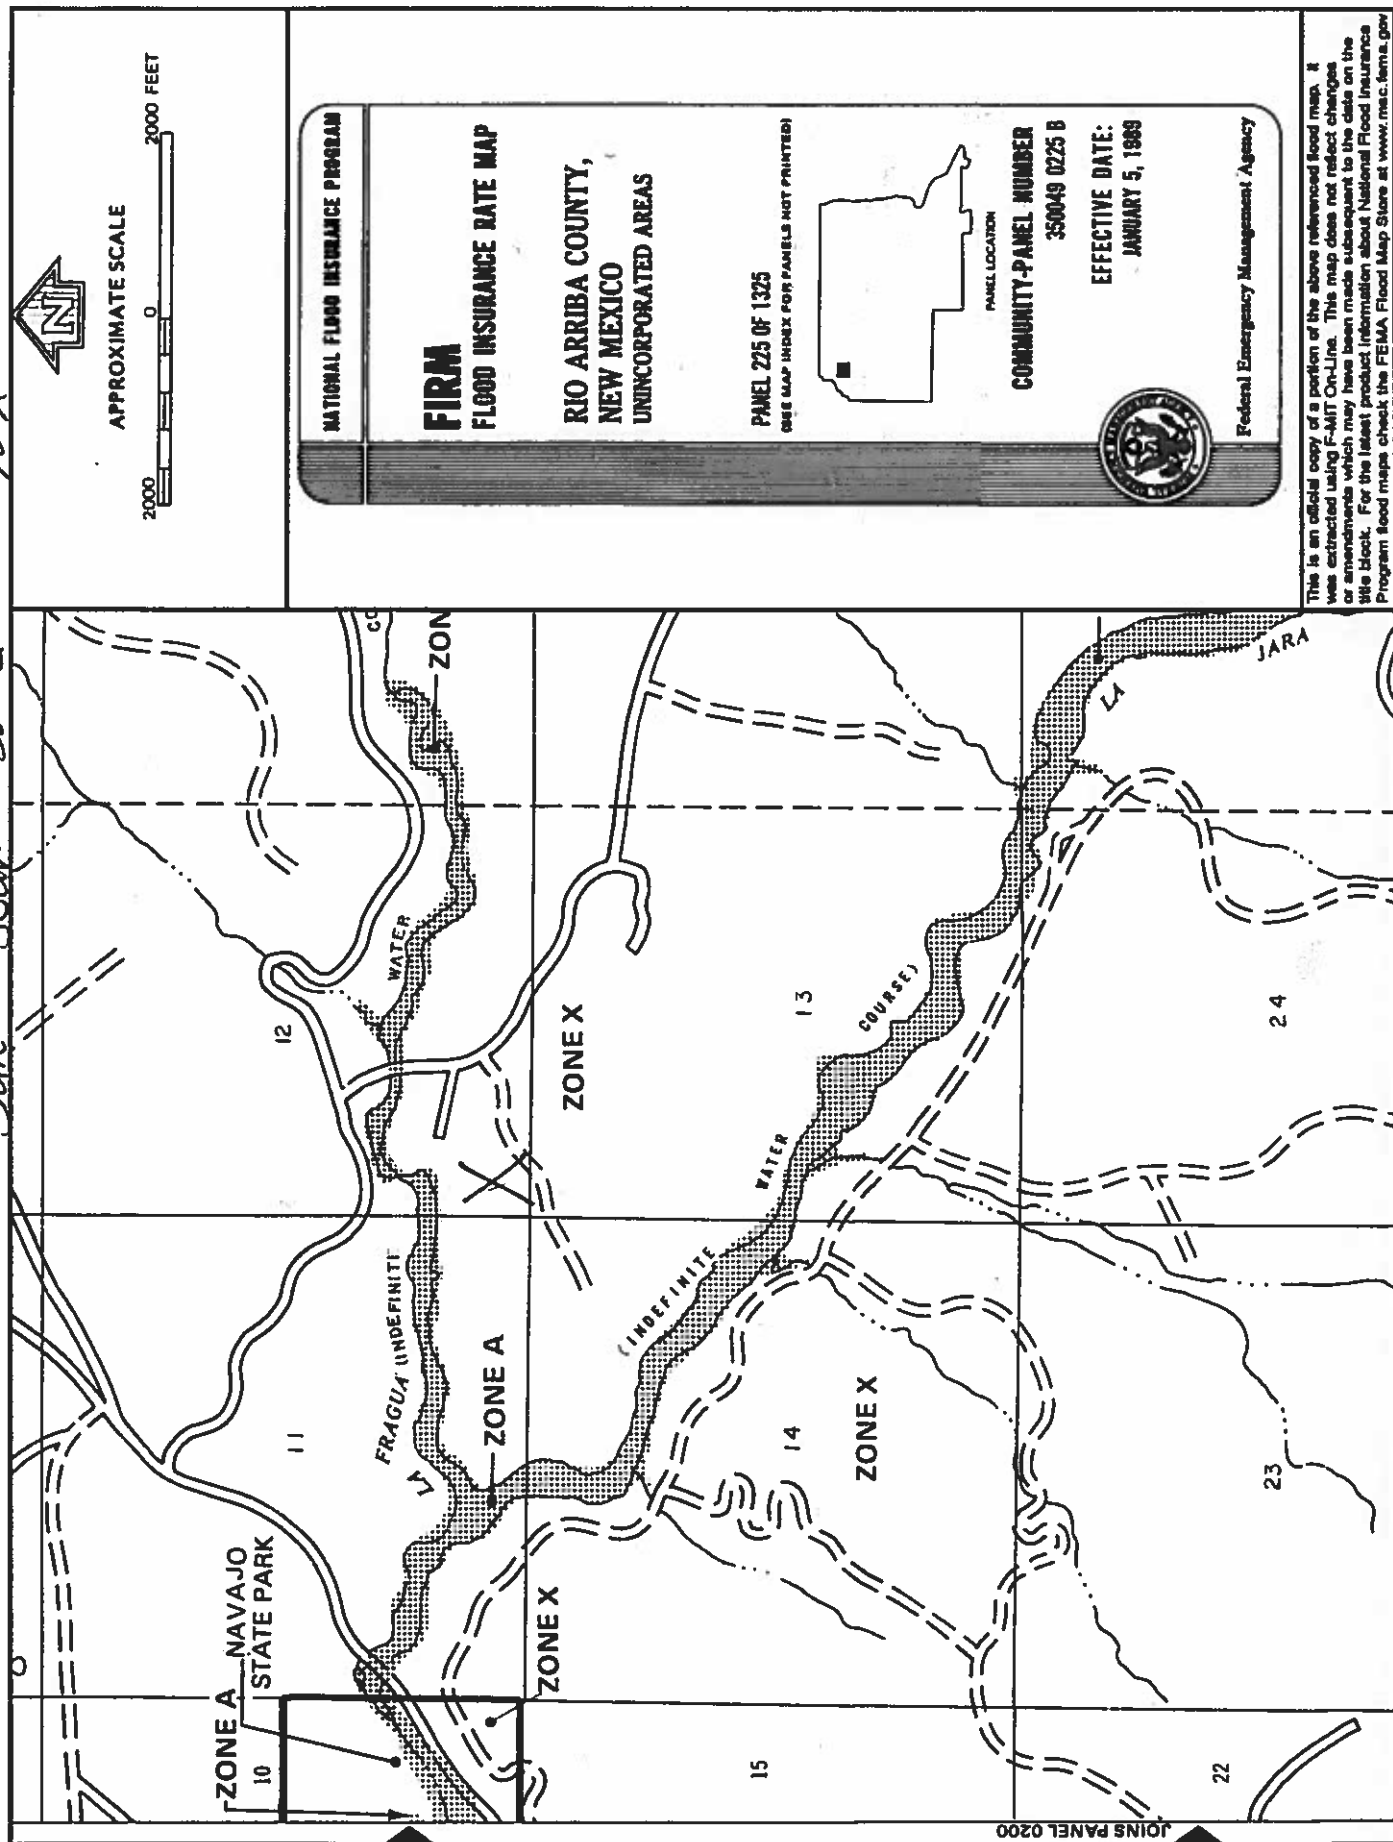 APPROXIMATE SCALE
2000 0 2000 FEET
N
NATIONAL FLOOD INSURANCE PROGRAM
FIRM
FLOOD INSURANCE RATE MAP
RIO ARRIBA COUNTY,
NEW MEXICO
UNINCORPORATED AREAS
PANEL 225 OF 1325
(SEE MAP INDEX FOR PANELS NOT PRINTED)
PANEL LOCATION
COMMUNITY-PANEL NUMBER
350049 0225 B
EFFECTIVE DATE:
JANUARY 5, 1989
Federal Emergency Management Agency
This is an official copy of a portion of the above referenced flood map. It
was extracted using F-MIT On-Line. This map does not reflect changes
or amendments which may have been made subsequent to the date on the
title block. For the latest product information about National Flood Insurance
Program flood maps check the FEMA Flood Map Store at www.msc.fema.gov
ZONE A
10
NAVAJO
STATE PARK
11
12
LA
FRAGUA (INDEFINIT
WATER
CO
ZON
ZONE A
ZONE X
ZONE X
(INDEFINITE
WATER
COURSE)
13
14
15
ZONE X
LA
JARA
22
23
24
JOINS PANEL 0200